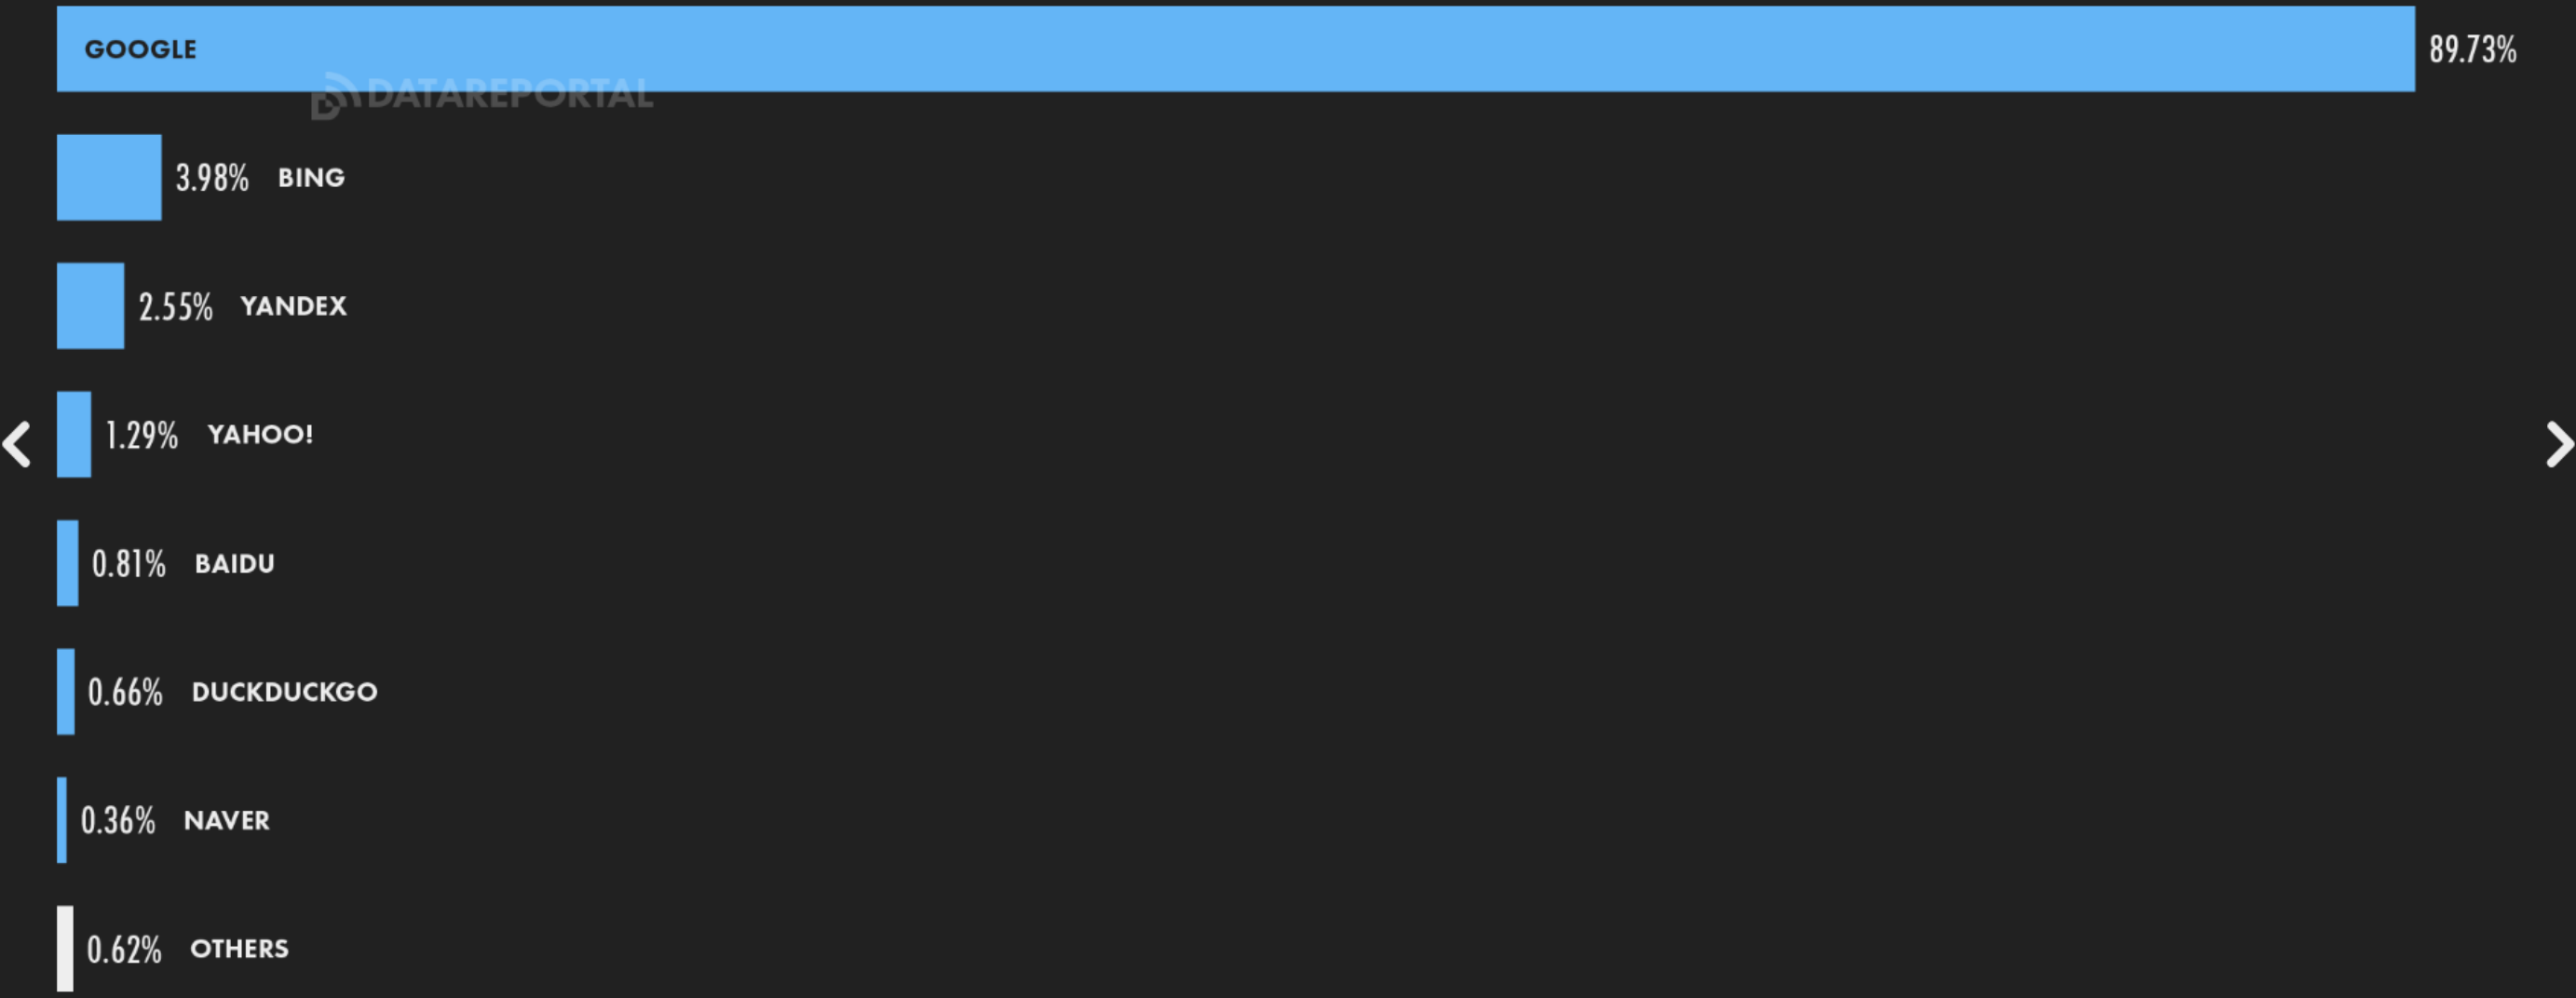 GOOGLE 89.73%
DATAREPORTAL
3.98% BING
2.55% YANDEX
1.29% YAHOO!
0.81% BAIDU
0.66% DUCKDUCKGO
0.36% NAVER
0.62% OTHERS